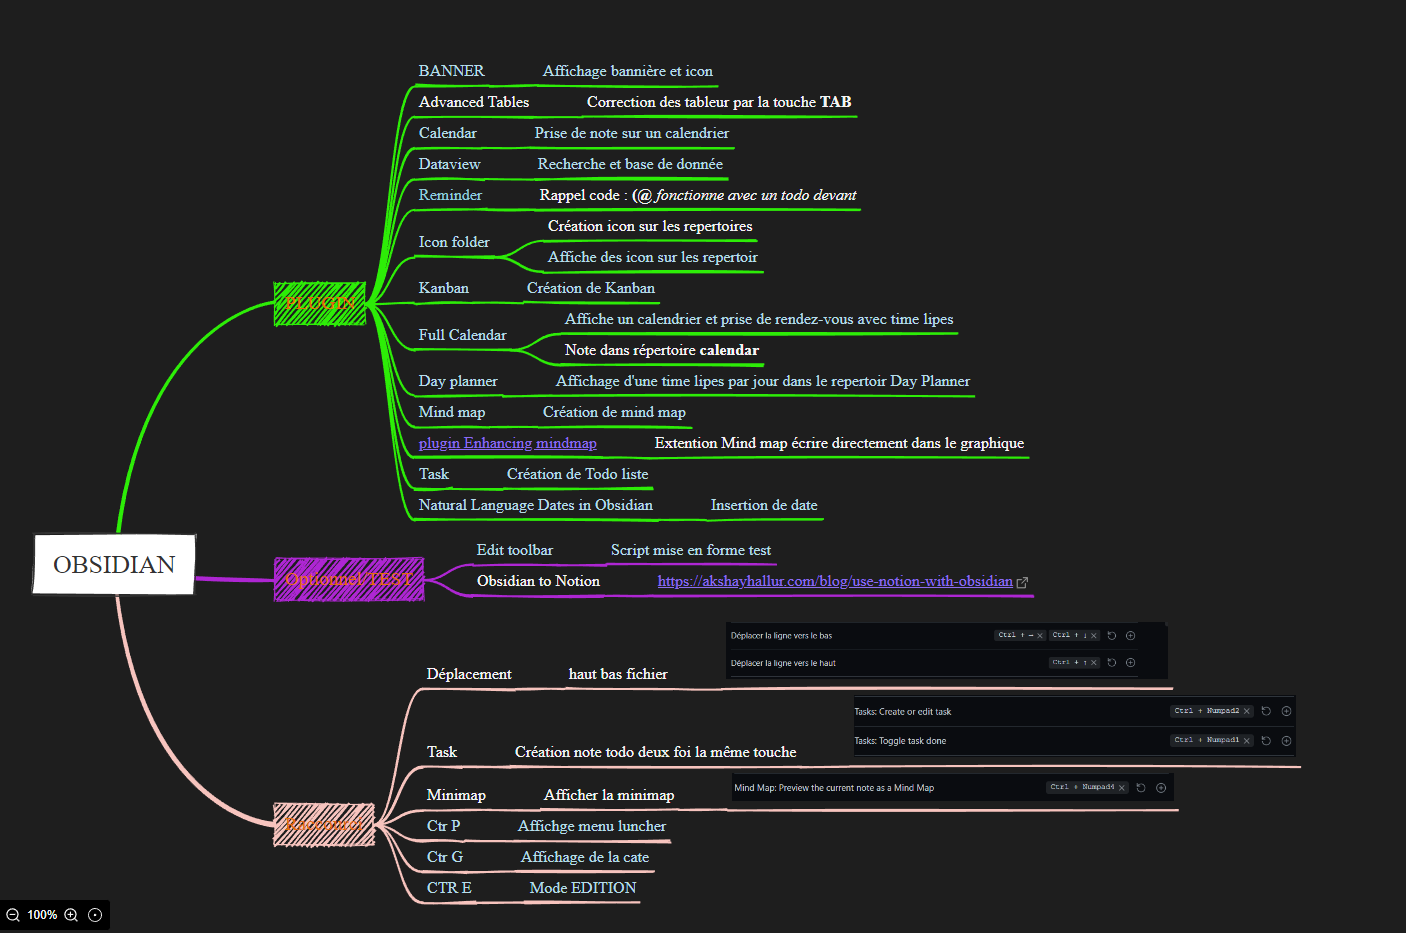 BANNER Affichage bannière et icon
Advanced Tables Correction des tableur par la touche TAB
Calendar Prise de note sur un calendrier
Dataview Recherche et base de donnée
Reminder Rappel code : (@ fonctionne avec un todo devant
Icon folder
Création icon sur les repertoires
Affiche des icon sur les repertoir
PLUGIN
Kanban Création de Kanban
Full Calendar
Affiche un calendrier et prise de rendez-vous avec time lipes
Note dans répertoire calendar
Day planner Affichage d'une time lipes par jour dans le repertoir Day Planner
Mind map Création de mind map
plugin Enhancing mindmap Extention Mind map écrire directement dans le graphique
Task Création de Todo liste
Natural Language Dates in Obsidian Insertion de date
OBSIDIAN
Optionnel/TEST
Edit toolbar Script mise en forme test
Obsidian to Notion https://akshayhallur.com/blog/use-notion-with-obsidian
Déplacement haut bas fichier
Déplacer la ligne vers le bas Ctrl + – × Ctrl + ↓ ×
Déplacer la ligne vers le haut Ctrl + ↑ ×
Task Création note todo deux foi la même touche
Tasks: Create or edit task Ctrl + Numpad2 ×
Tasks: Toggle task done Ctrl + Numpad1 ×
Minimap Afficher la minimap
Mind Map: Preview the current note as a Mind Map Ctrl + Numpad4 ×
Raccourci
Ctr P Affichge menu luncher
Ctr G Affichage de la cate
CTR E Mode EDITION
100%